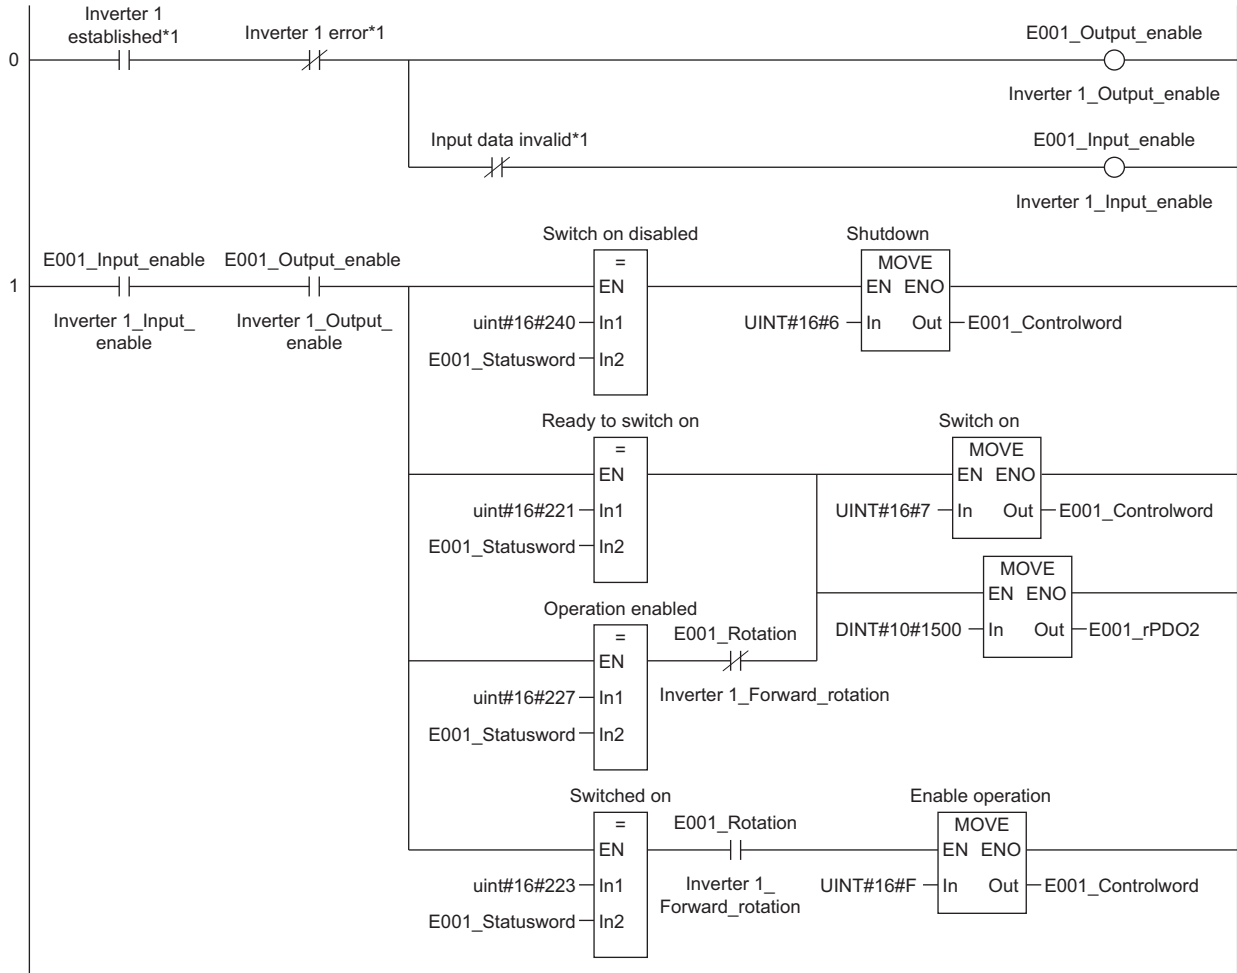 Inverter 1
established*1
Inverter 1 error*1
E001_Output_enable
0
Inverter 1_Output_enable
Input data invalid*1
E001_Input_enable
Inverter 1_Input_enable
Switch on disabled
Shutdown
E001_Input_enable
E001_Output_enable
=
MOVE
1
EN
EN ENO
Inverter 1_Input_
enable
Inverter 1_Output_
enable
uint#16#240
In1
UINT#16#6
In Out
E001_Controlword
E001_Statusword
In2
Ready to switch on
Switch on
=
MOVE
EN
EN ENO
uint#16#221
In1
UINT#16#7
In Out
E001_Controlword
E001_Statusword
In2
MOVE
EN ENO
Operation enabled
E001_Rotation
DINT#10#1500
In Out
E001_rPDO2
=
EN
uint#16#227
In1
Inverter 1_Forward_rotation
E001_Statusword
In2
Switched on
Enable operation
=
E001_Rotation
MOVE
EN
EN ENO
uint#16#223
In1
Inverter 1_
Forward_rotation
UINT#16#F
In Out
E001_Controlword
E001_Statusword
In2